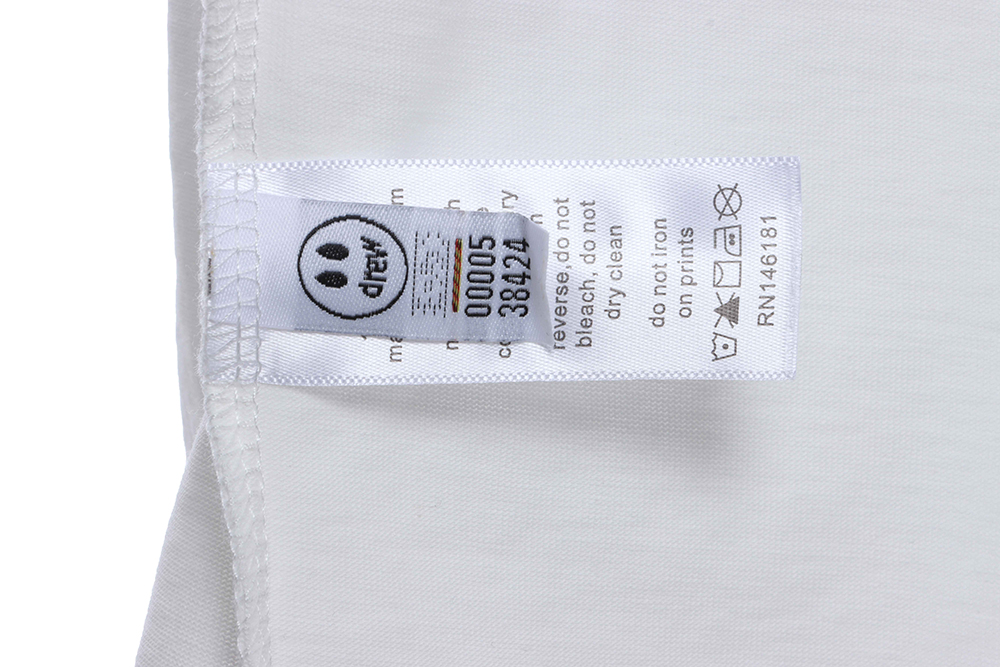 drew
00005
38424
reverse,do not
bleach, do not
dry clean
do not iron
on prints
RN146181